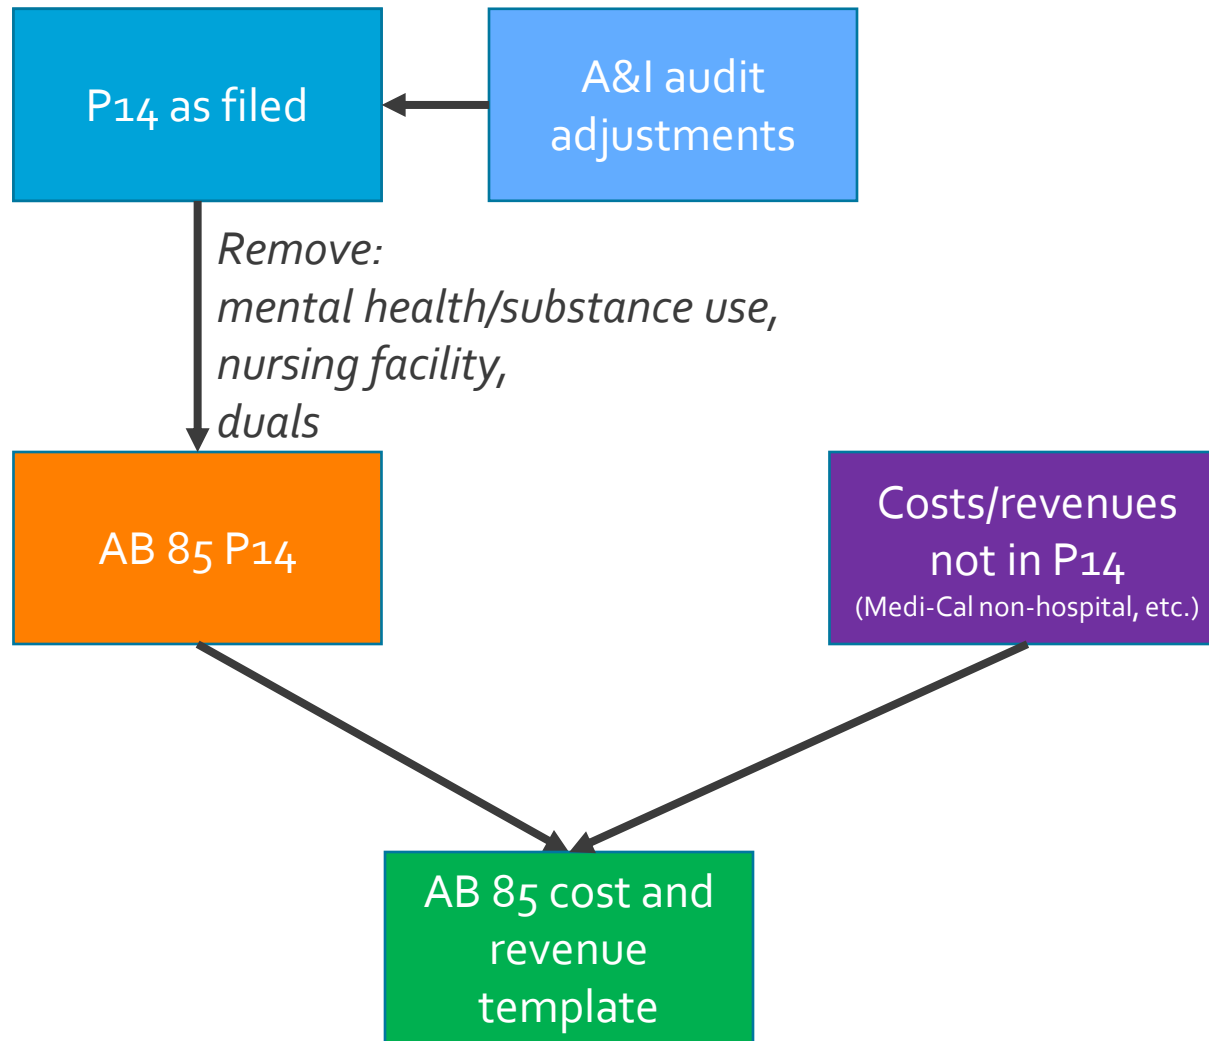 P14 as filed
A&I audit
adjustments
Remove:
mental health/substance use,
nursing facility,
duals
AB 85 P14
Costs/revenues
not in P14
(Medi-Cal non-hospital, etc.)
AB 85 cost and
revenue
template